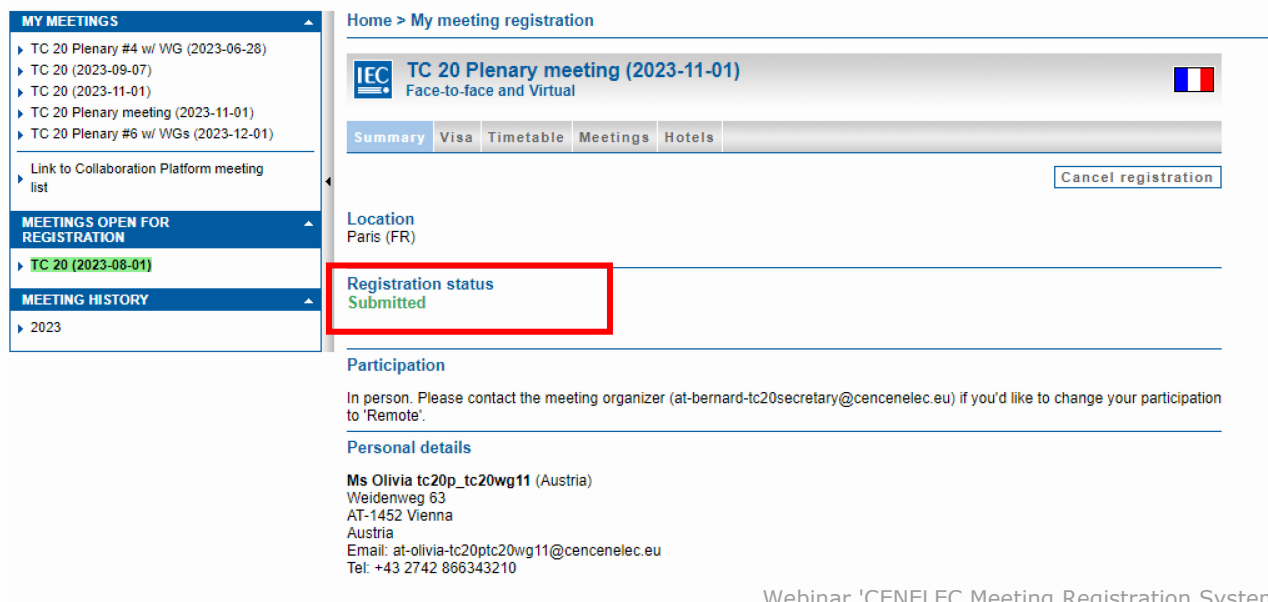 MY MEETINGS
TC 20 Plenary #4 w/ WG (2023-06-28)
TC 20 (2023-09-07)
TC 20 (2023-11-01)
TC 20 Plenary meeting (2023-11-01)
TC 20 Plenary #6 w/ WGs (2023-12-01)
Link to Collaboration Platform meeting
list
MEETINGS OPEN FOR
REGISTRATION
TC 20 (2023-08-01)
MEETING HISTORY
2023
Home > My meeting registration
IEC
TC 20 Plenary meeting (2023-11-01)
Face-to-face and Virtual
Summary Visa Timetable Meetings Hotels
Cancel registration
Location
Paris (FR)
Registration status
Submitted
Participation
In person. Please contact the meeting organizer (at-bernard-tc20secretary@cencenelec.eu) if you'd like to change your participation
to 'Remote'.
Personal details
Ms Olivia tc20p_tc20wg11 (Austria)
Weidenweg 63
AT-1452 Vienna
Austria
Email: at-olivia-tc20ptc20wg11@cencenelec.eu
Tel: +43 2742 866343210
Webinar 'CENELEC Meeting Registration System